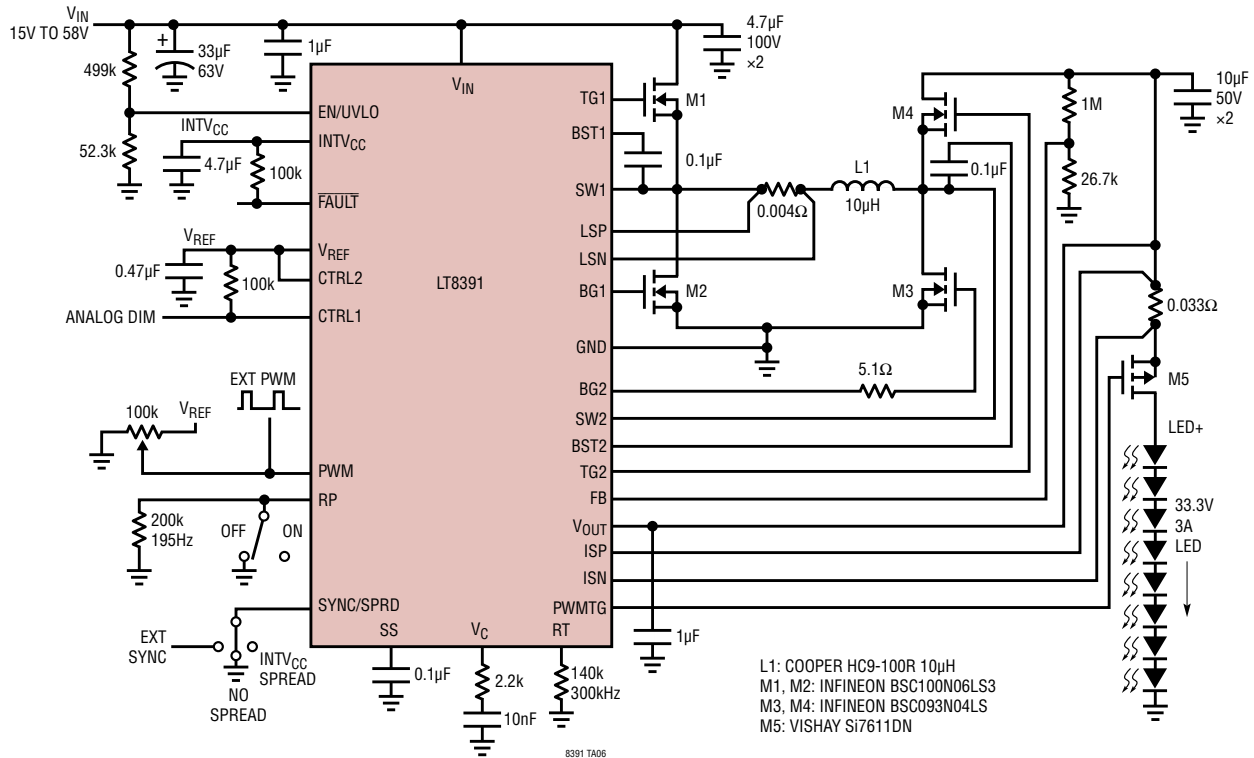 VIN
15V TO 58V
499k
+
33µF
63V
1µF
4.7µF
100V
×2
52.3k
INTVCC
4.7µF
100k
VREF
0.47µF
100k
ANALOG DIM
EXT PWM
100k
VREF
200k
195Hz
OFF
ON
EXT
SYNC
INTVCC
SPREAD
NO
SPREAD
VIN
EN/UVLO
INTVCC
FAULT
VREF
CTRL2
CTRL1
PWM
RP
SYNC/SPRD
SS
VC
RT
LT8391
TG1
BST1
SW1
LSP
LSN
BG1
GND
BG2
SW2
BST2
TG2
FB
VOUT
ISP
ISN
PWMTG
0.1µF
2.2k
10nF
140k
300kHz
1µF
M1
0.1µF
M2
0.004Ω
L1
10µH
M4
0.1µF
M3
5.1Ω
1M
26.7k
10µF
50V
×2
0.033Ω
M5
LED+
33.3V
3A
LED
L1: COOPER HC9-100R 10µH
M1, M2: INFINEON BSC100N06LS3
M3, M4: INFINEON BSC093N04LS
M5: VISHAY Si7611DN
8391 TA06